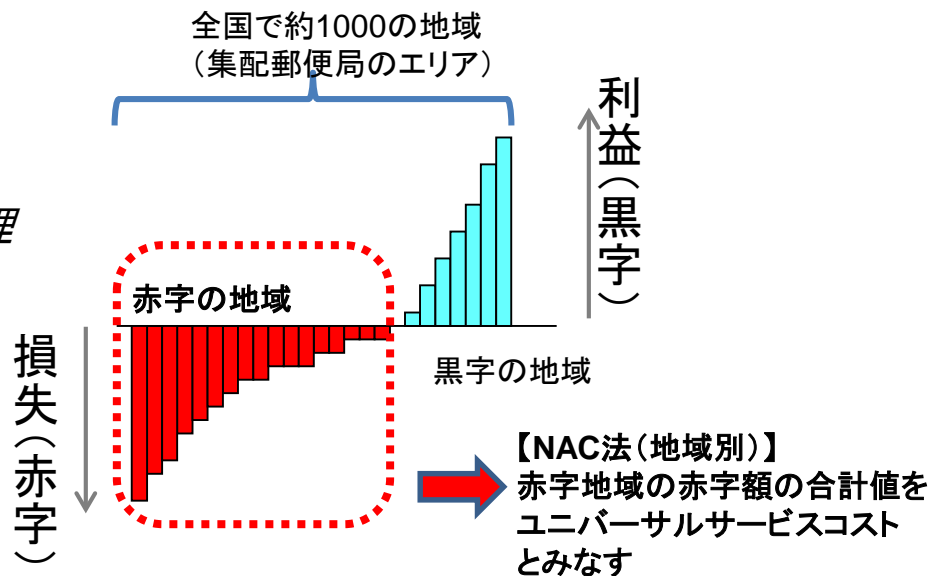 全国で約1000の地域
（集配郵便局のエリア）
利益（黒字）
理
赤字の地域
損失（赤字）
黒字の地域
【NAC法（地域別）】
赤字地域の赤字額の合計値を
ユニバーサルサービスコスト
とみなす